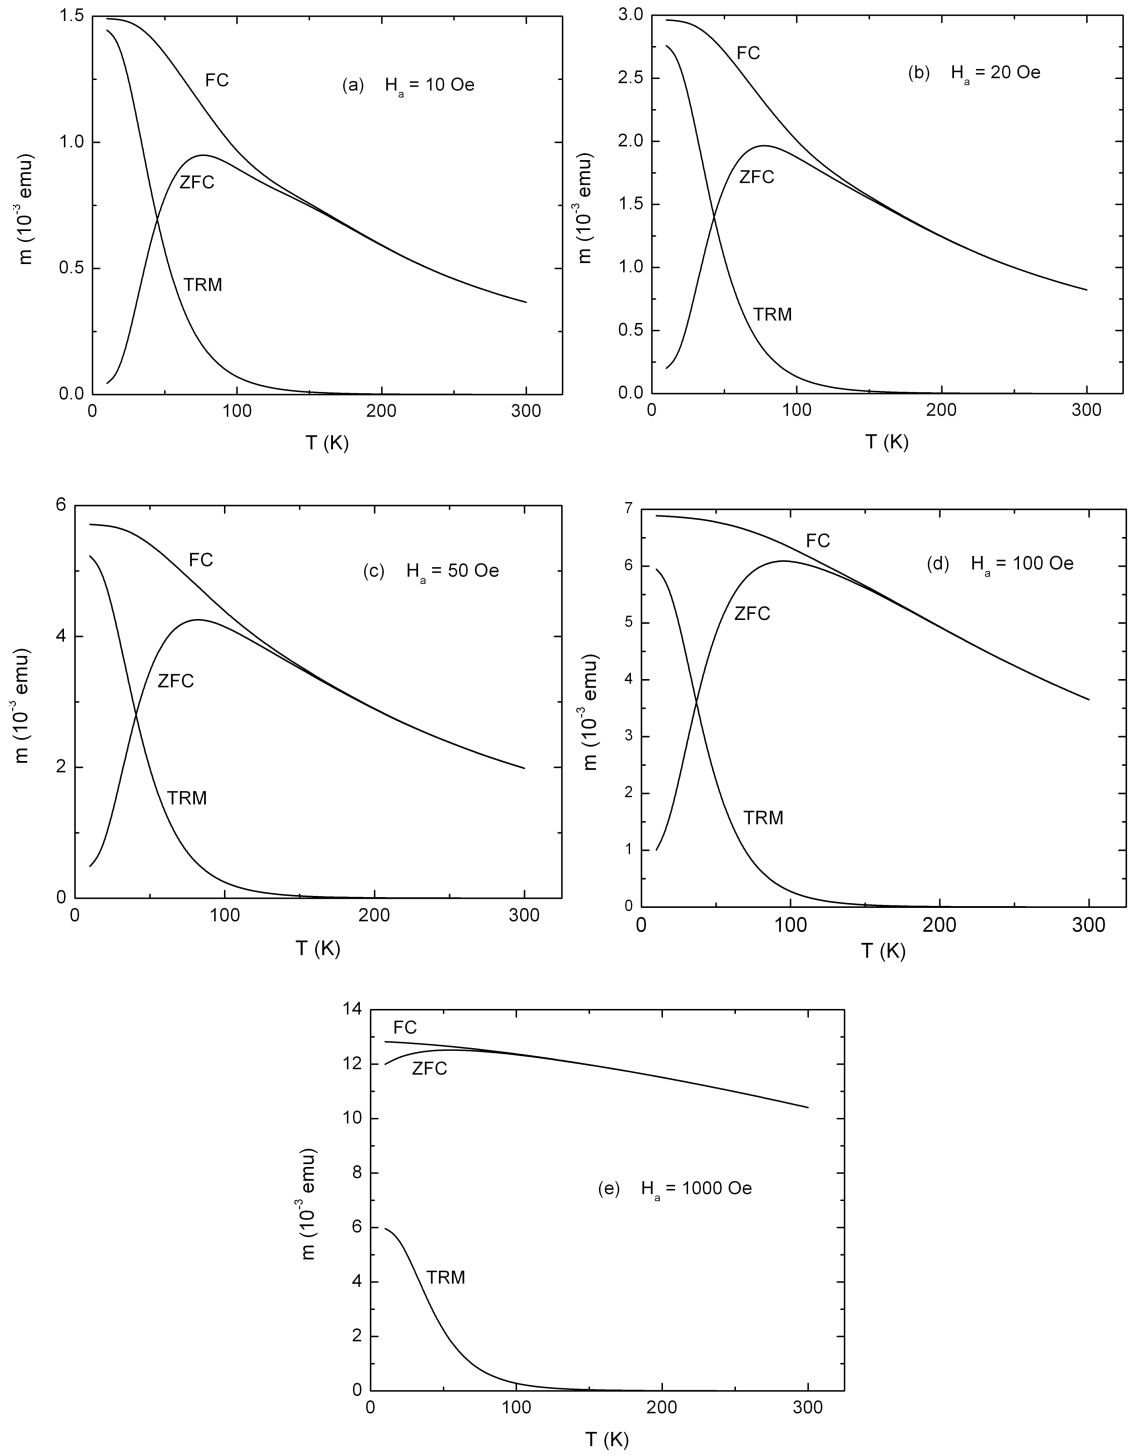 1.5
1.0
0.5
0.0
0
100
200
300
FC
ZFC
TRM
(a) Hₐ = 10 Oe
m (10⁻³ emu)
T (K)
3.0
2.5
2.0
1.5
1.0
0.5
0.0
0
100
200
300
FC
ZFC
TRM
(b) Hₐ = 20 Oe
m (10⁻³ emu)
T (K)
6
4
2
0
0
100
200
300
FC
ZFC
TRM
(c) Hₐ = 50 Oe
m (10⁻³ emu)
T (K)
7
6
5
4
3
2
1
0
0
100
200
300
FC
ZFC
TRM
(d) Hₐ = 100 Oe
m (10⁻³ emu)
T (K)
14
12
10
8
6
4
2
0
0
100
200
300
FC
ZFC
TRM
(e) Hₐ = 1000 Oe
m (10⁻³ emu)
T (K)